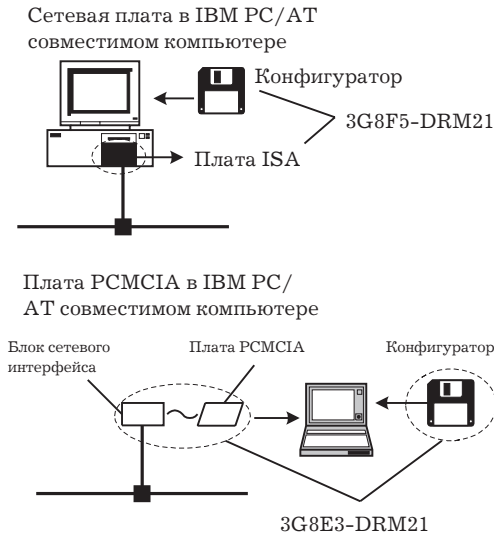 Сетевая плата в IBM PC/AT
совместимом компьютере
Конфигуратор
3G8F5-DRM21
Плата ISA
Плата PCMCIA в IBM PC/
AT совместимом компьютере
Блок сетевого
интерфейса
Плата PCMCIA
Конфигуратор
3G8E3-DRM21